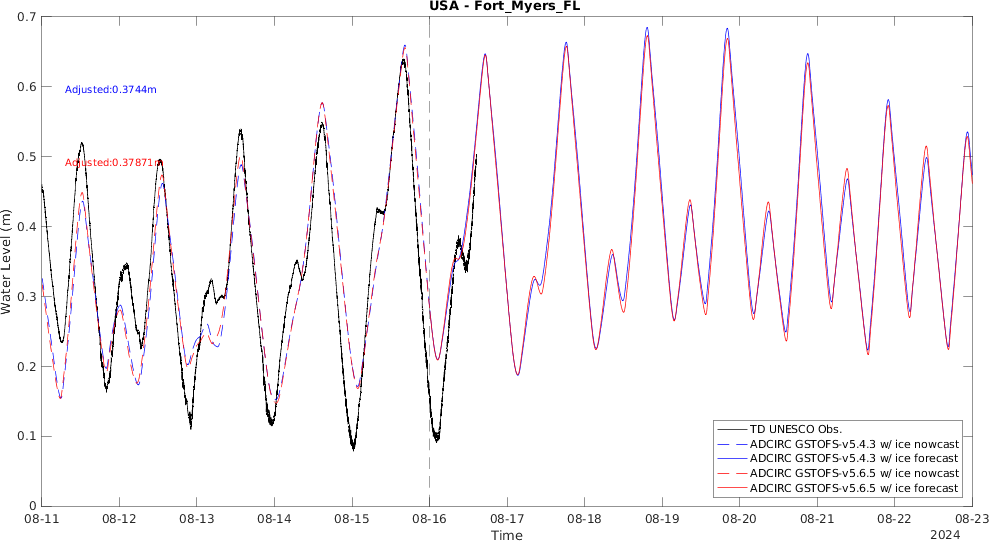 USA - Fort_Myers_FL
0.7
0.6
0.5
0.4
0.3
0.2
0.1
0
Water Level (m)
Adjusted:0.3744m
Adjusted:0.37871m
TD UNESCO Obs.
ADCIRC GSTOFS-v5.4.3 w/ ice nowcast
ADCIRC GSTOFS-v5.4.3 w/ ice forecast
ADCIRC GSTOFS-v5.6.5 w/ ice nowcast
ADCIRC GSTOFS-v5.6.5 w/ ice forecast
08-11 08-12 08-13 08-14 08-15 08-16 08-17 08-18 08-19 08-20 08-21 08-22 08-23
Time
2024